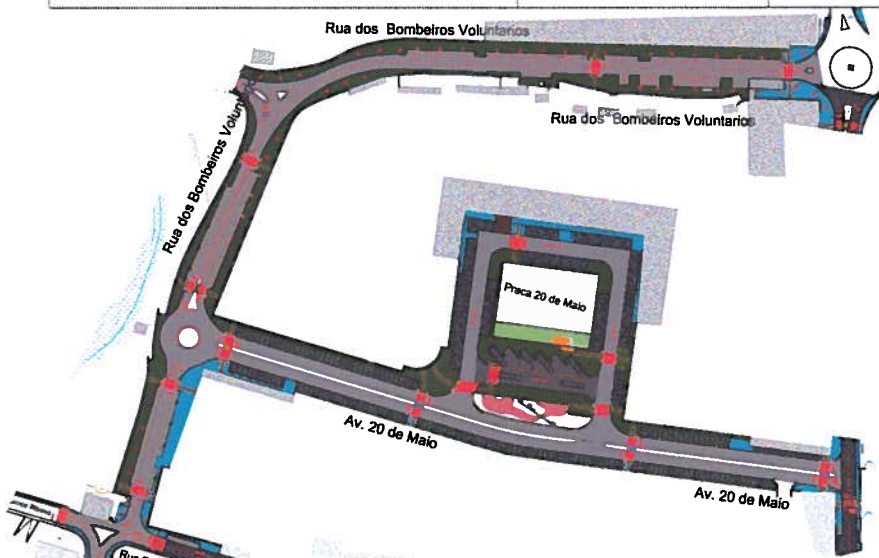 Rua dos Bombeiros Voluntarios
Rua dos Bombeiros Voluntarios
Rua dos Bombeiros
Praca 20 de Maio
Av. 20 de Maio
Av. 20 de Maio